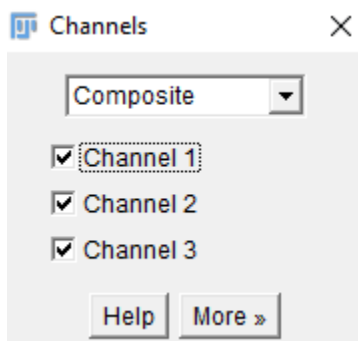 Channels
Composite
Channel 1
Channel 2
Channel 3
Help More »